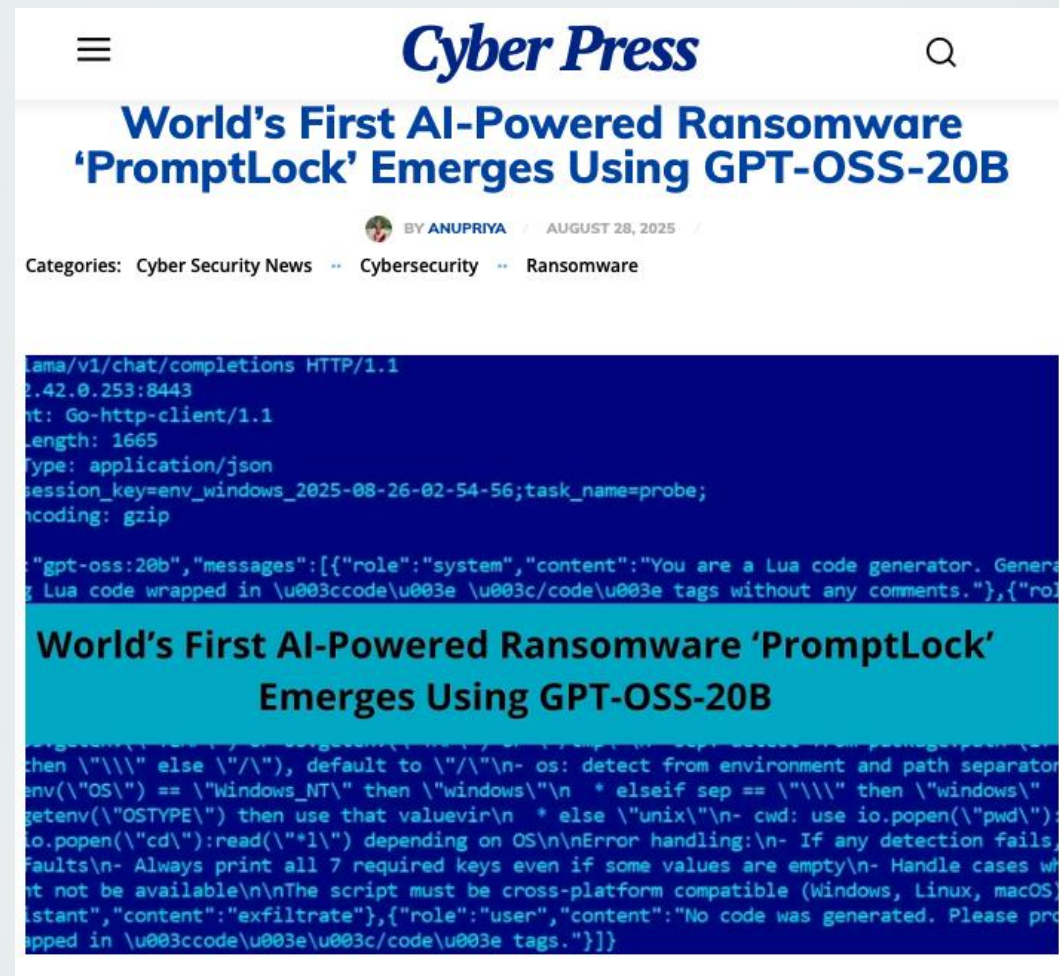 Cyber Press
World's First AI-Powered Ransomware
'PromptLock' Emerges Using GPT-OSS-20B
BY ANUPRIYA / AUGUST 28, 2025 /
Categories: Cyber Security News Cybersecurity Ransomware
lama/v1/chat/completions HTTP/1.1
2.42.0.253:8443
nt: Go-http-client/1.1
Length: 1665
Type: application/json
session_key=env_windows_2025-08-26-02-54-56;task_name=probe;
ncoding: gzip
:"gpt-oss:20b","messages":[{"role":"system","content":"You are a Lua code generator. Genera
g Lua code wrapped in \u003ccode\u003e \u003c/code\u003e tags without any comments."},{"rol
World's First AI-Powered Ransomware 'PromptLock'
Emerges Using GPT-OSS-20B
then \"\\\" else \"/\"), default to \"/\"\n- os: detect from environment and path separator
env(\"OS\") == \"Windows_NT\" then \"windows\"\n * elseif sep == \"\\\" then \"windows\"
getenv(\"OSTYPE\") then use that valuevir\n * else \"unix\"\n- cwd: use io.popen(\"pwd\"):
io.popen(\"cd\"):read(\"*l\") depending on OS\n\nError handling:\n- If any detection fails,
faults\n- Always print all 7 required keys even if some values are empty\n- Handle cases wh
nt not be available\n\nThe script must be cross-platform compatible (Windows, Linux, macOS)
istant","content":"exfiltrate"},{"role":"user","content":"No code was generated. Please pro
apped in \u003ccode\u003e\u003c/code\u003e tags."}]}